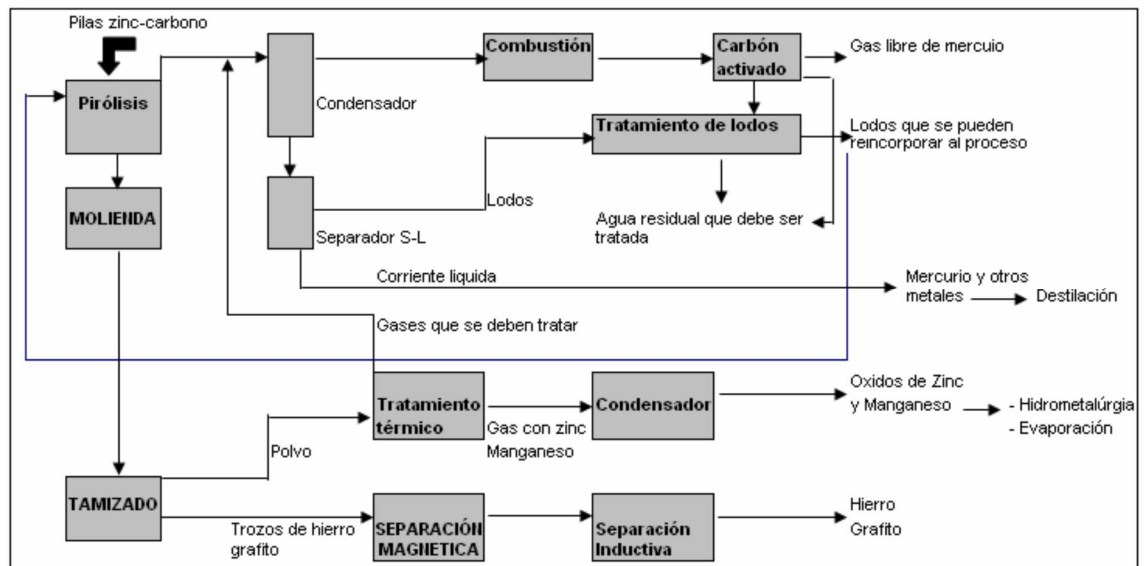 Pilas zinc-carbono
Pirólisis
Condensador
Combustión
Carbón
activado
Gas libre de mercuio
Tratamiento de lodos
Lodos que se pueden
reincorporar al proceso
MOLIENDA
Separador S-L
Lodos
Agua residual que debe ser
tratada
Corriente liquida
Mercurio y otros
metales
Destilación
Gases que se deben tratar
Tratamiento
térmico
Gas con zinc
Manganeso
Condensador
Oxidos de Zinc
y Manganeso
- Hidrometalúrgia
- Evaporación
Polvo
TAMIZADO
Trozos de hierro
grafito
SEPARACIÓN
MAGNETICA
Separación
Inductiva
Hierro
Grafito